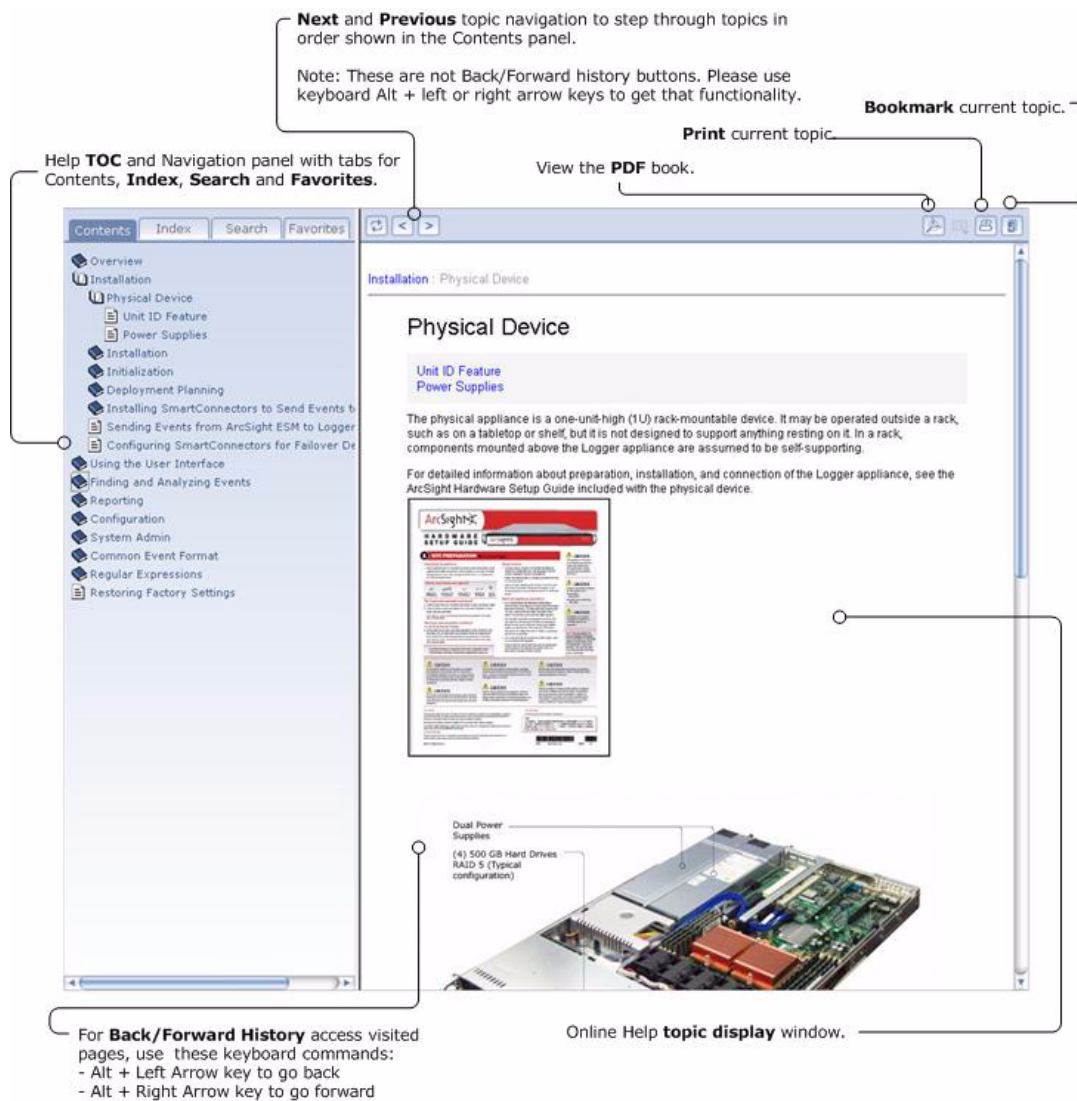 Next and Previous topic navigation to step through topics in
order shown in the Contents panel.
Note: These are not Back/Forward history buttons. Please use
keyboard Alt + left or right arrow keys to get that functionality.
Bookmark current topic.
Print current topic.
View the PDF book.
Help TOC and Navigation panel with tabs for
Contents, Index, Search and Favorites.
Contents
Index
Search
Favorites
< >
Overview
Installation
Physical Device
Unit ID Feature
Power Supplies
Installation
Initialization
Deployment Planning
Installing SmartConnectors to Send Events t
Sending Events from ArcSight ESM to Logger
Configuring SmartConnectors for Failover De
Using the User Interface
Finding and Analyzing Events
Reporting
Configuration
System Admin
Common Event Format
Regular Expressions
Restoring Factory Settings
Installation : Physical Device
Physical Device
Unit ID Feature
Power Supplies
The physical appliance is a one-unit-high (1U) rack-mountable device. It may be operated outside a rack,
such as on a tabletop or shelf, but it is not designed to support anything resting on it. In a rack,
components mounted above the Logger appliance are assumed to be self-supporting.
For detailed information about preparation, installation, and connection of the Logger appliance, see the
ArcSight Hardware Setup Guide included with the physical device.
ArcSight
HARDWARE
SETUP GUIDE
Dual Power
Supplies
(4) 500 GB Hard Drives
RAID 5 (Typical
configuration)
For Back/Forward History access visited
pages, use these keyboard commands:
- Alt + Left Arrow key to go back
- Alt + Right Arrow key to go forward
Online Help topic display window.